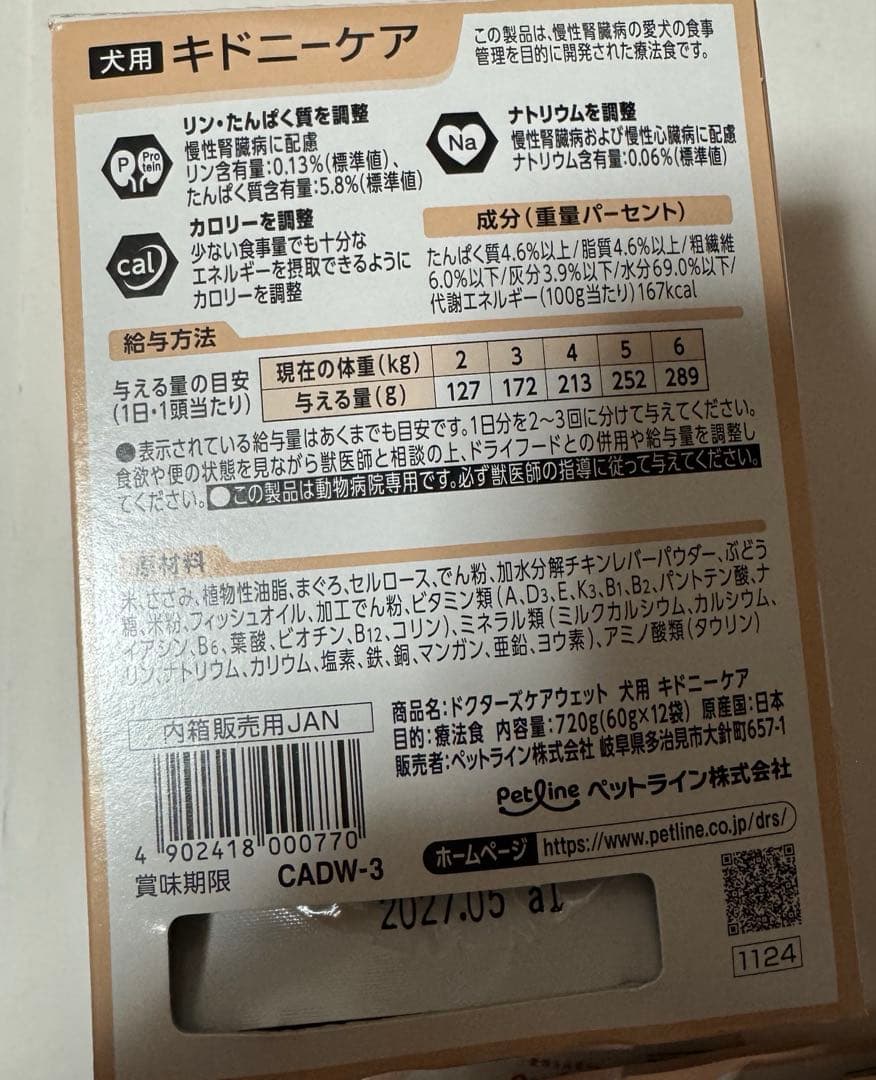 犬用 キドニーケア
この製品は、慢性腎臓病の愛犬の食事
管理を目的に開発された療法食です。
P Protein
リン・たんぱく質を調整
慢性腎臓病に配慮
リン含有量:0.13%(標準値)、
たんぱく質含有量:5.8%(標準値)
Na
ナトリウムを調整
慢性腎臓病および慢性心臓病に配慮
ナトリウム含有量:0.06%(標準値)
cal
カロリーを調整
少ない食事量でも十分な
エネルギーを摂取できるように
カロリーを調整
成分(重量パーセント)
たんぱく質4.6%以上/脂質4.6%以上/粗繊維
6.0%以下/灰分3.9%以下/水分69.0%以下/
代謝エネルギー(100g当たり)167kcal
給与方法
与える量の目安
(1日・1頭当たり)
現在の体重(kg) 2 3 4 5 6
与える量(g) 127 172 213 252 289
●表示されている給与量はあくまでも目安です。1日分を2〜3回に分けて与えてください。
食欲や便の状態を見ながら獣医師と相談の上、ドライフードとの併用や給与量を調整し
てください。●この製品は動物病院専用です。必ず獣医師の指導に従って与えてください。
原材料
米、ささみ、植物性油脂、まぐろ、セルロース、でん粉、加水分解チキンレバーパウダー、ぶどう
糖、米粉、フィッシュオイル、加工でん粉、ビタミン類(A、D3、E、K3、B1、B2、パントテン酸、ナ
イアシン、B6、葉酸、ビオチン、B12、コリン)、ミネラル類(ミルクカルシウム、カルシウム、
リン、ナトリウム、カリウム、塩素、鉄、銅、マンガン、亜鉛、ヨウ素)、アミノ酸類(タウリン)
内箱販売用JAN
4 902418 000770
賞味期限 CADW-3
商品名:ドクターズケアウェット 犬用 キドニーケア
目的:療法食 内容量:720g(60g×12袋) 原産国:日本
販売者:ペットライン株式会社 岐阜県多治見市大針町657-1
Petline ペットライン株式会社
ホームページ https://www.petline.co.jp/drs/
2027.05 a1
1124